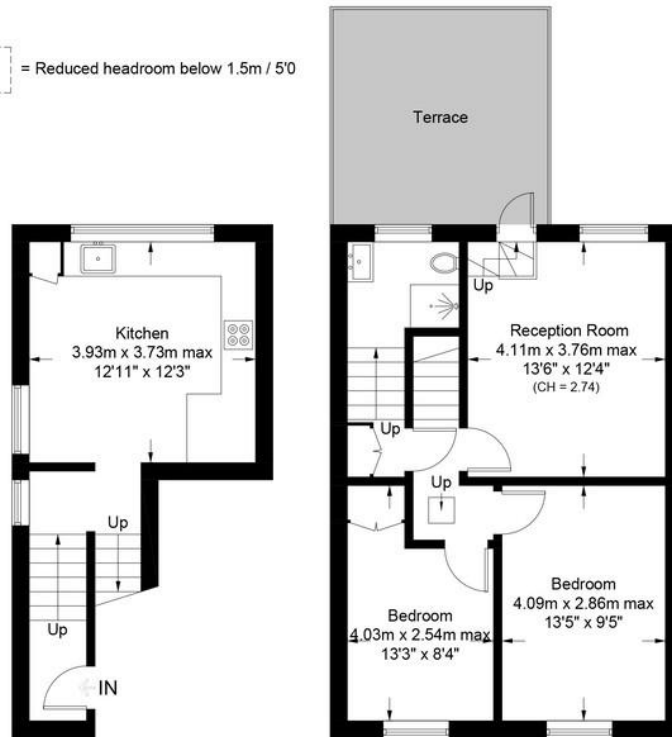 = Reduced headroom below 1.5m / 5'0
Terrace
Kitchen
3.93m x 3.73m max
12'11" x 12'3"
Up
Up
IN
Up
Reception Room
4.11m x 3.76m max
13'6" x 12'4"
(CH = 2.74)
Up
Up
Bedroom
4.03m x 2.54m max
13'3" x 8'4"
Bedroom
4.09m x 2.86m max
13'5" x 9'5"